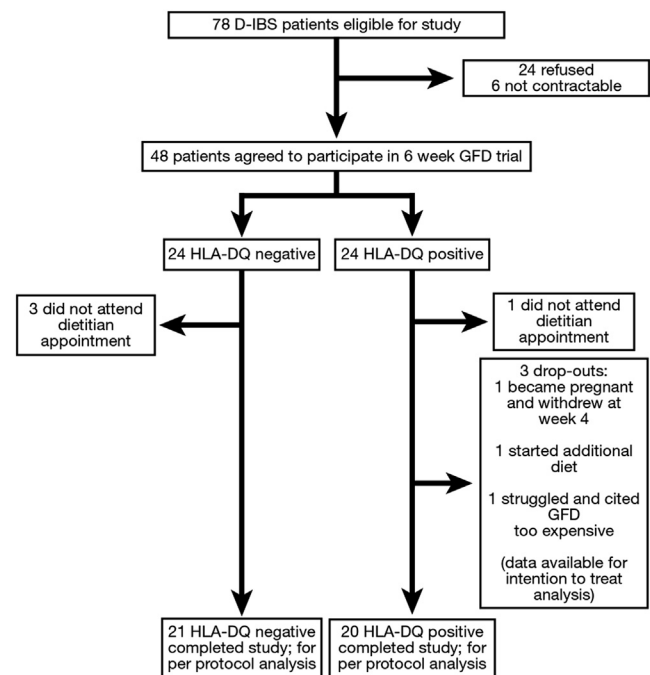 78 D-IBS patients eligible for study
24 refused
6 not contractable
48 patients agreed to participate in 6 week GFD trial
24 HLA-DQ negative
24 HLA-DQ positive
3 did not attend
dietitian
appointment
1 did not attend
dietitian
appointment
3 drop-outs:
1 became pregnant
and withdrew at
week 4
1 started additional
diet
1 struggled and cited
GFD
too expensive
(data available for
intention to treat
analysis)
21 HLA-DQ negative
completed study; for
per protocol analysis
20 HLA-DQ positive
completed study; for
per protocol analysis